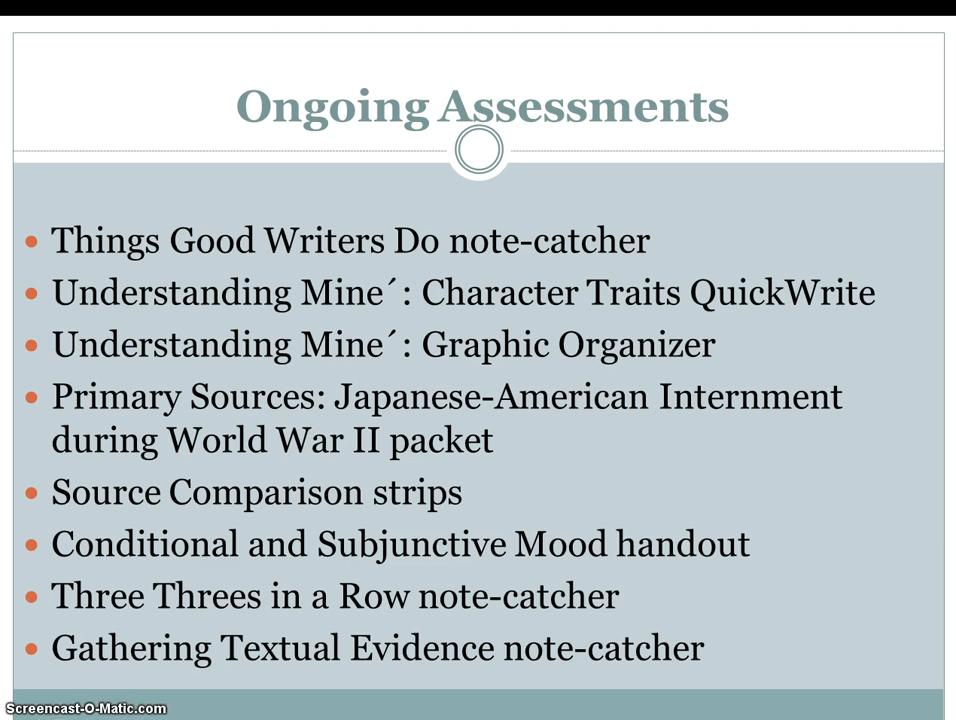 Ongoing Assessments
Things Good Writers Do note-catcher
Understanding Mine´: Character Traits QuickWrite
Understanding Mine´: Graphic Organizer
Primary Sources: Japanese-American Internment
during World War II packet
Source Comparison strips
Conditional and Subjunctive Mood handout
Three Threes in a Row note-catcher
Gathering Textual Evidence note-catcher
Screencast-O-Matic.com